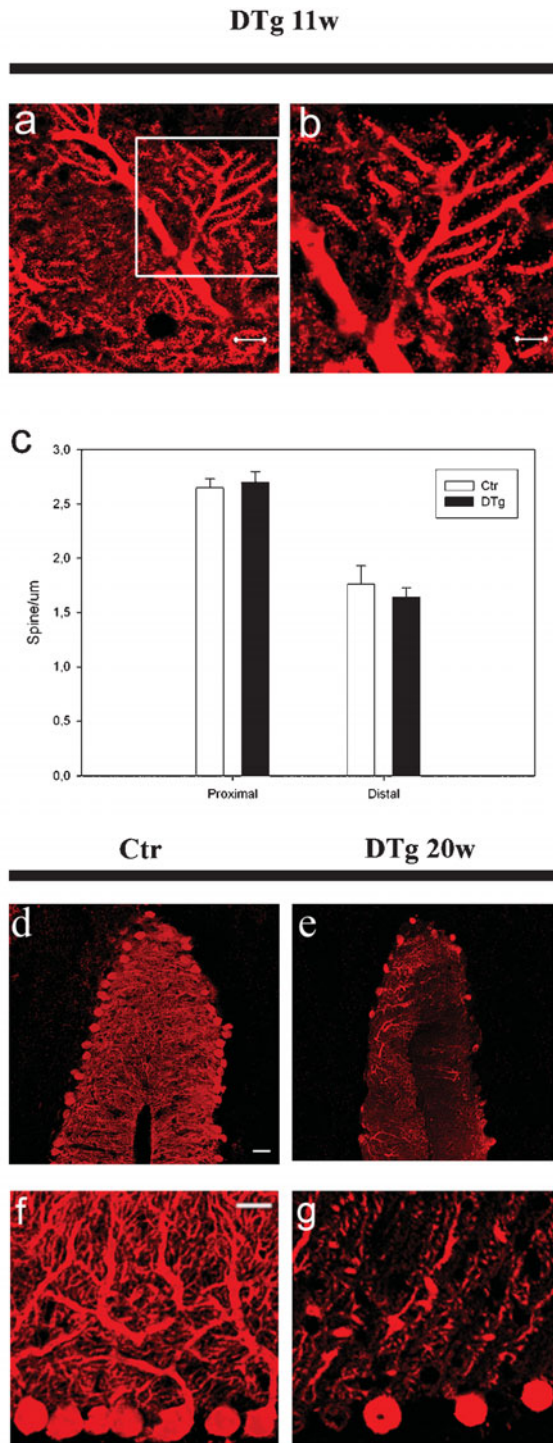 DTg 11w
a
b
c
3,0
2,5
2,0
1,5
1,0
0,5
0,0
Spine/um
Ctr
DTg
Proximal
Distal
Ctr
DTg 20w
d
e
f
g